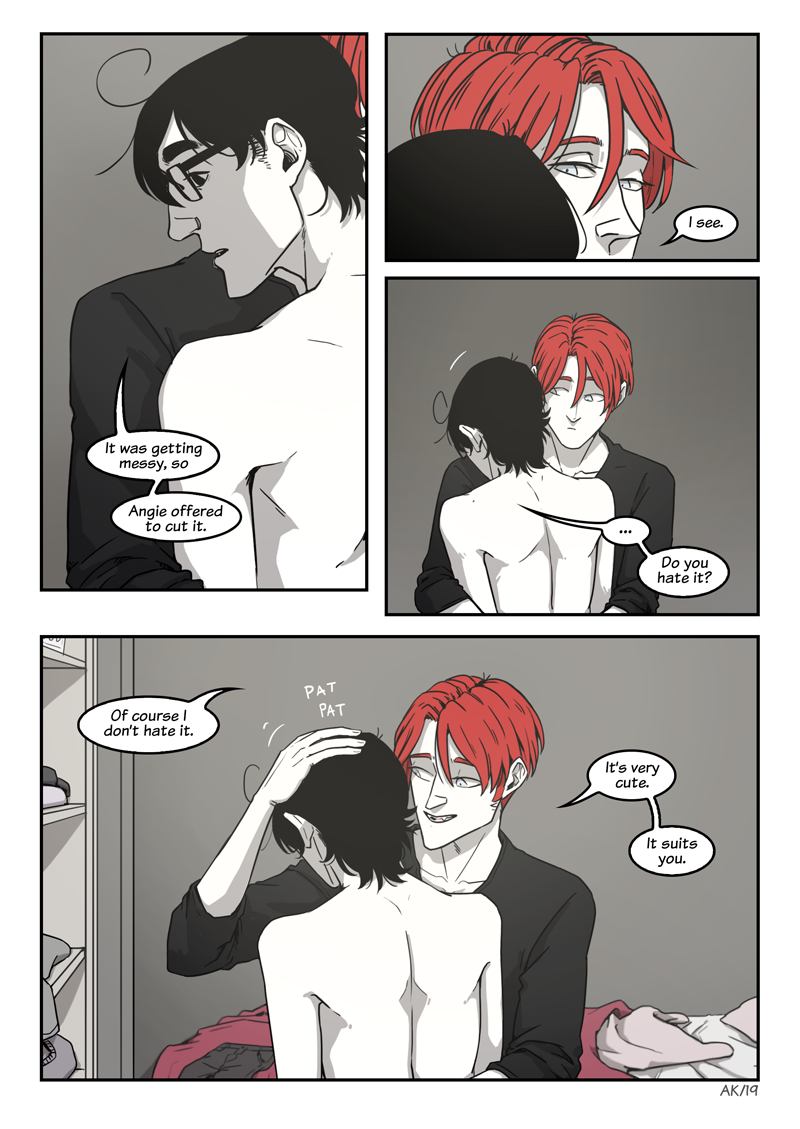 It was getting
messy, so
Angie offered
to cut it.
I see.
...
Do you
hate it?
Of course I
don't hate it.
PAT
PAT
It's very
cute.
It suits
you.
AK/19